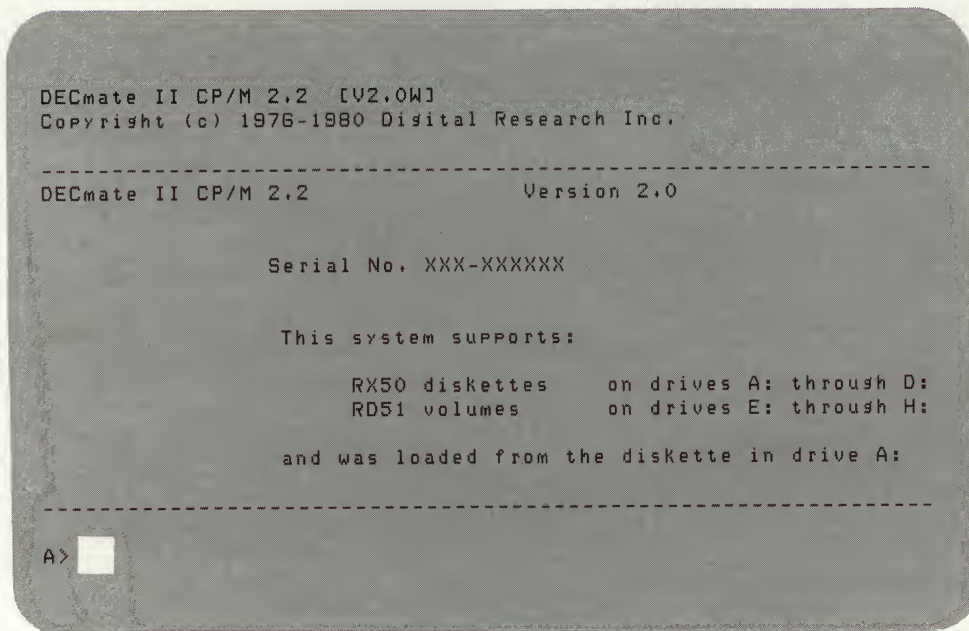 DECmate II CP/M 2.2 [V2.0W]
Copyright (c) 1976-1980 Digital Research Inc.
--------------------------------------------------------------------
DECmate II CP/M 2.2 Version 2.0
Serial No. XXX-XXXXXX
This system supports:
RX50 diskettes on drives A: through D:
RD51 volumes on drives E: through H:
and was loaded from the diskette in drive A:
--------------------------------------------------------------------
A>